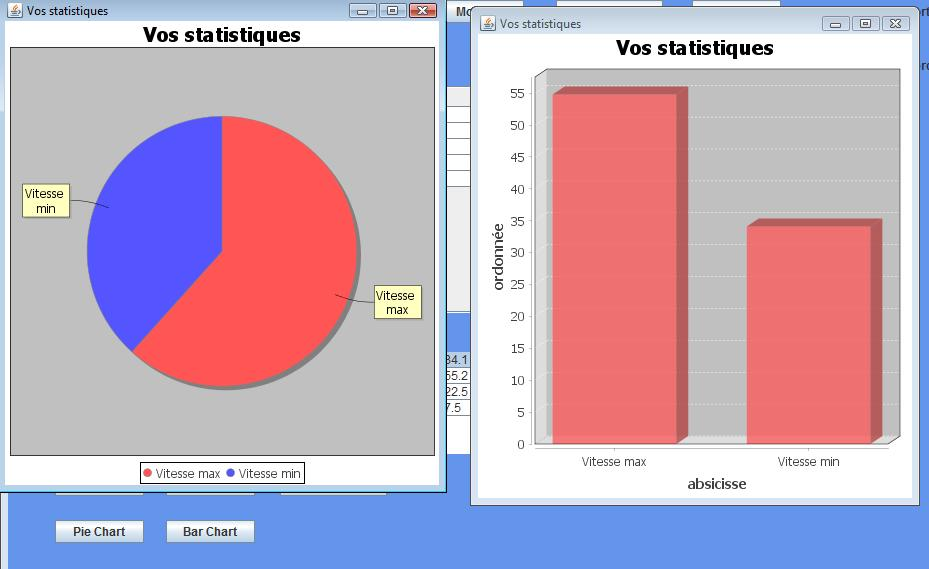 Vos statistiques
Vos statistiques
Vitesse
min
Vitesse
max
Vitesse max
Vitesse min
Pie Chart
Bar Chart
34.1
55.2
22.5
7.5
Vos statistiques
Vos statistiques
ordonnée
55
50
45
40
35
30
25
20
15
10
5
0
Vitesse max
Vitesse min
absicisse